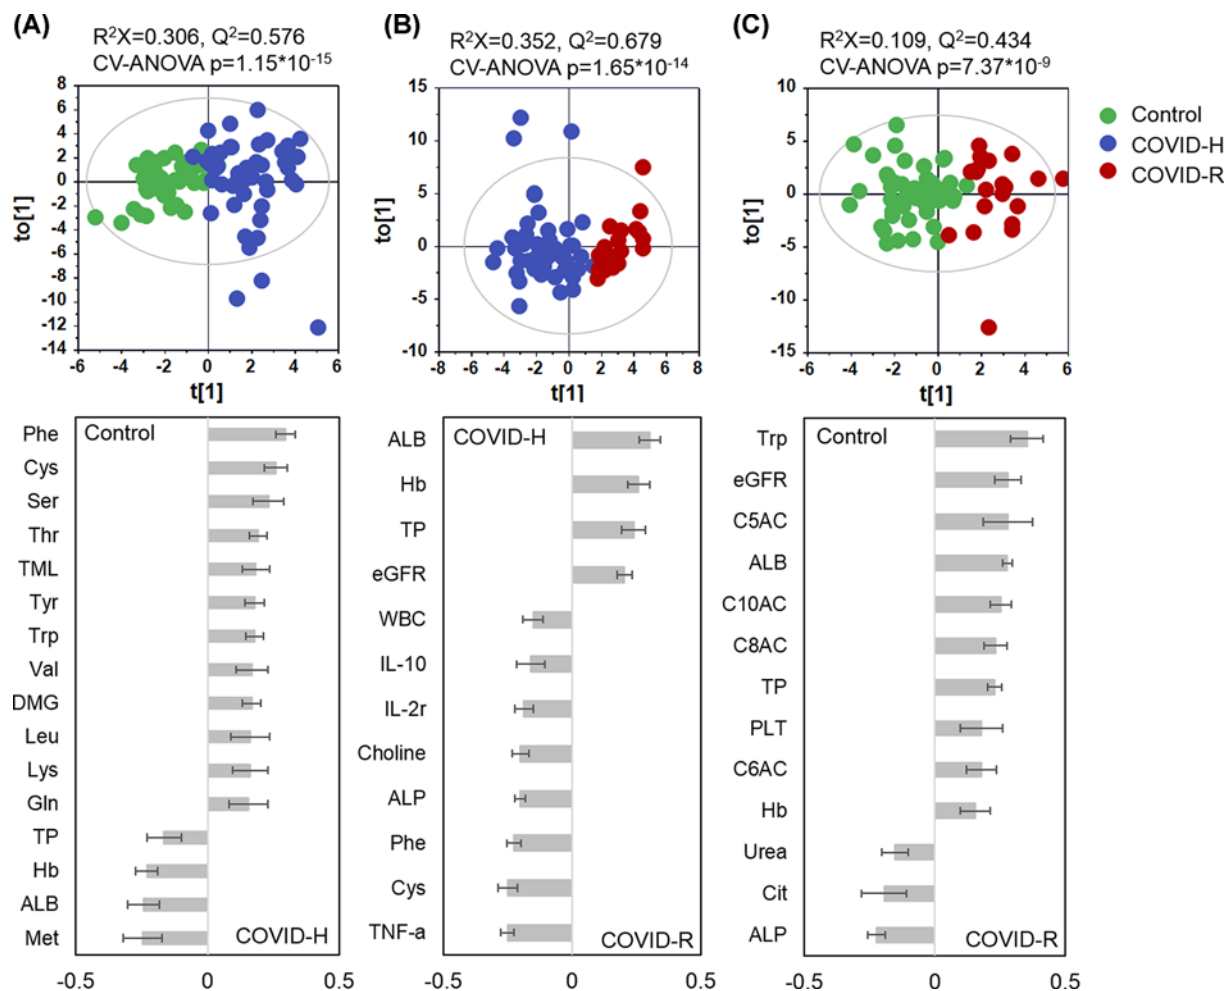 (A)
R²X=0.306, Q²=0.576
CV-ANOVA p=1.15*10⁻¹⁵
to[1]
8
6
4
2
0
-2
-4
-6
-8
-10
-12
-14
-6 -4 -2 0 2 4 6
t[1]
(B)
R²X=0.352, Q²=0.679
CV-ANOVA p=1.65*10⁻¹⁴
to[1]
15
10
5
0
-5
-10
-8 -6 -4 -2 0 2 4 6 8
t[1]
(C)
R²X=0.109, Q²=0.434
CV-ANOVA p=7.37*10⁻⁹
to[1]
10
5
0
-5
-10
-15
-6 -4 -2 0 2 4 6
t[1]
Control
COVID-H
COVID-R
Control
Phe
Cys
Ser
Thr
TML
Tyr
Trp
Val
DMG
Leu
Lys
Gln
TP
Hb
ALB
Met
COVID-H
-0.5 0 0.5
COVID-H
ALB
Hb
TP
eGFR
WBC
IL-10
IL-2r
Choline
ALP
Phe
Cys
TNF-a
COVID-R
-0.5 0 0.5
Control
Trp
eGFR
C5AC
ALB
C10AC
C8AC
TP
PLT
C6AC
Hb
Urea
Cit
ALP
COVID-R
-0.5 0 0.5